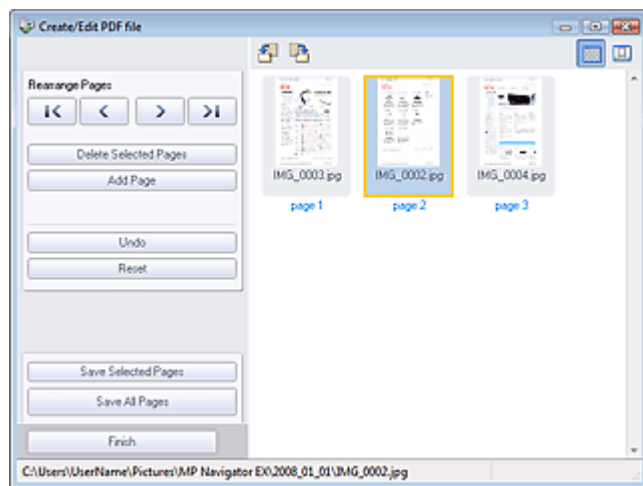 Create/Edit PDF file
Rearrange Pages
Delete Selected Pages
Add Page
Undo
Reset
Save Selected Pages
Save All Pages
Finish
IMG_0003.jpg
IMG_0002.jpg
IMG_0004.jpg
page 1
page 2
page 3
C:\Users\UserName\Pictures\MP Navigator EX\2008_01_01\IMG_0002.jpg